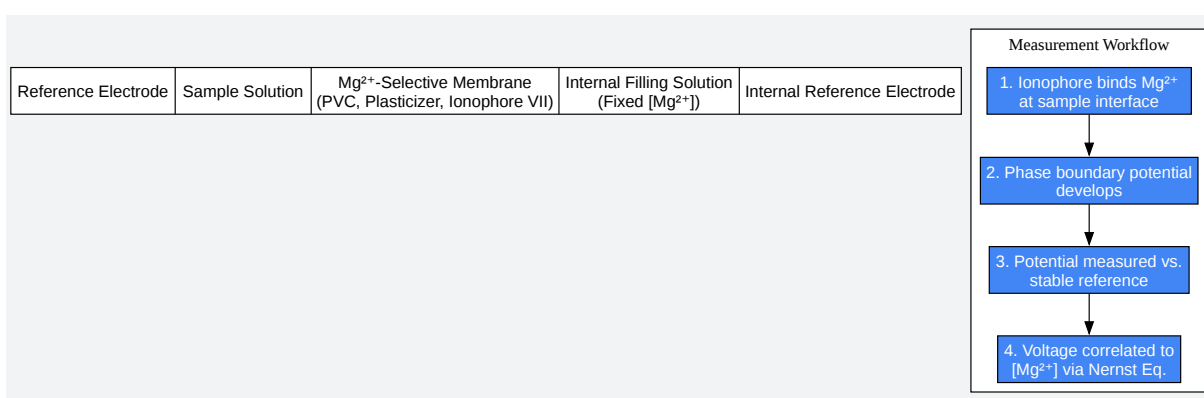 Reference Electrode
Sample Solution
Mg²⁺-Selective Membrane
(PVC, Plasticizer, Ionophore VII)
Internal Filling Solution
(Fixed [Mg²⁺])
Internal Reference Electrode
Measurement Workflow
1. Ionophore binds Mg²⁺
at sample interface
2. Phase boundary potential
develops
3. Potential measured vs.
stable reference
4. Voltage correlated to
[Mg²⁺] via Nernst Eq.